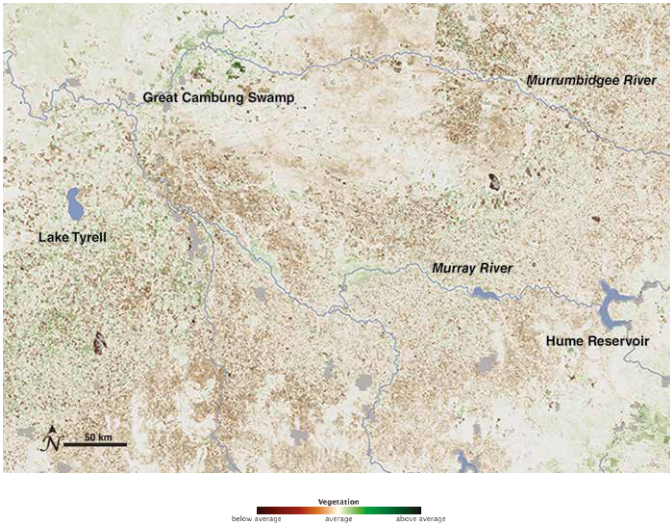 Murrumbidgee River
Great Cambung Swamp
Lake Tyrell
Murray River
Hume Reservoir
N
50 km
Vegetation
below average
average
above average